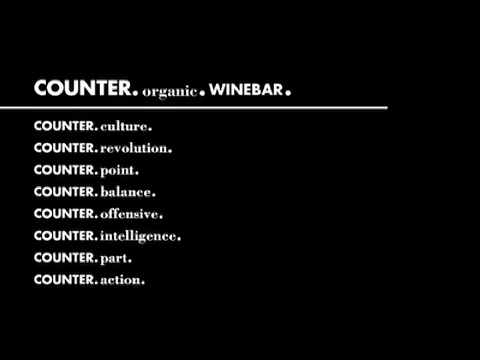 COUNTER. organic. WINEBAR.
COUNTER. culture.
COUNTER. revolution.
COUNTER. point.
COUNTER. balance.
COUNTER. offensive.
COUNTER. intelligence.
COUNTER. part.
COUNTER. action.